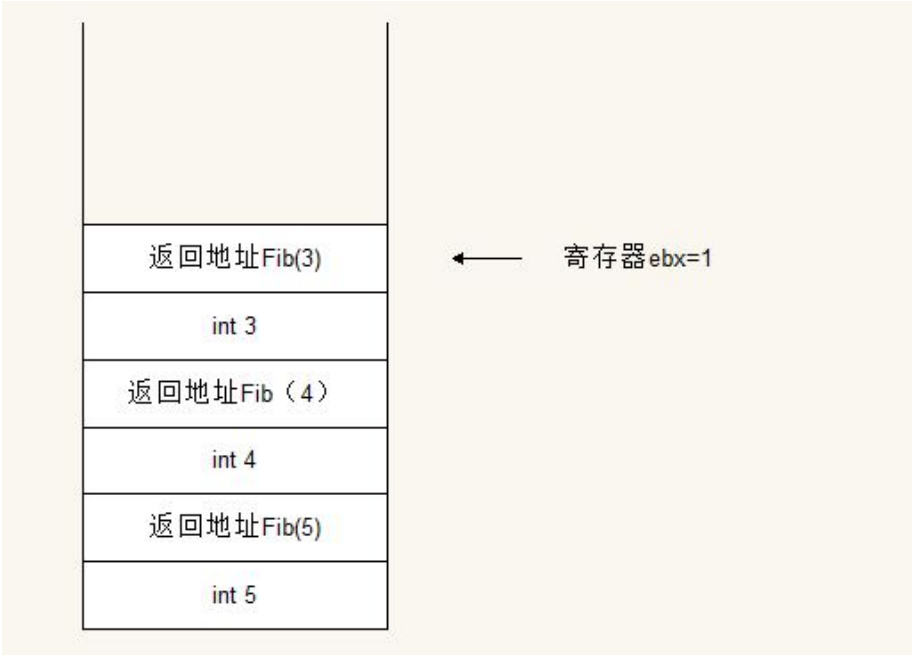 返回地址Fib(3)
寄存器ebx=1
int 3
返回地址Fib（4）
int 4
返回地址Fib(5)
int 5